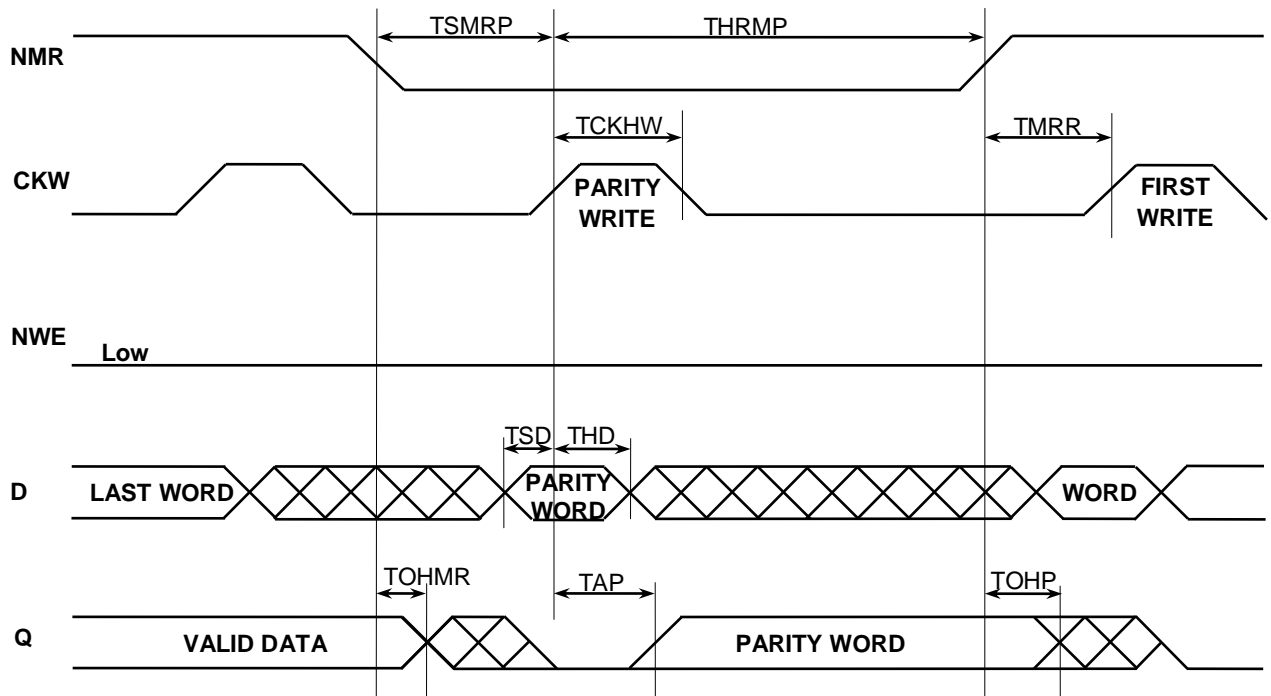 TSMRP
THRMP
NMR
TCKHW
TMRR
CKW
PARITY
WRITE
FIRST
WRITE
NWE
Low
TSD
THD
D
LAST WORD
PARITY
WORD
WORD
TOHMR
TAP
TOHP
Q
VALID DATA
PARITY WORD